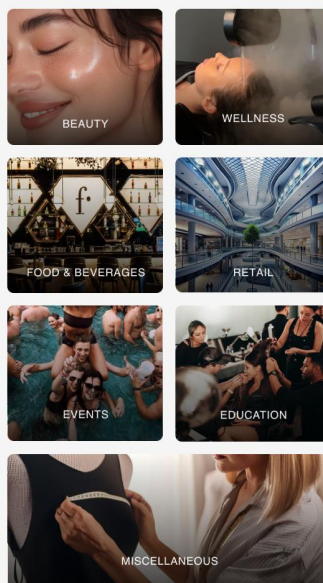 BEAUTY
WELLNESS
f.
FOOD & BEVERAGES
RETAIL
EVENTS
EDUCATION
MISCELLANEOUS